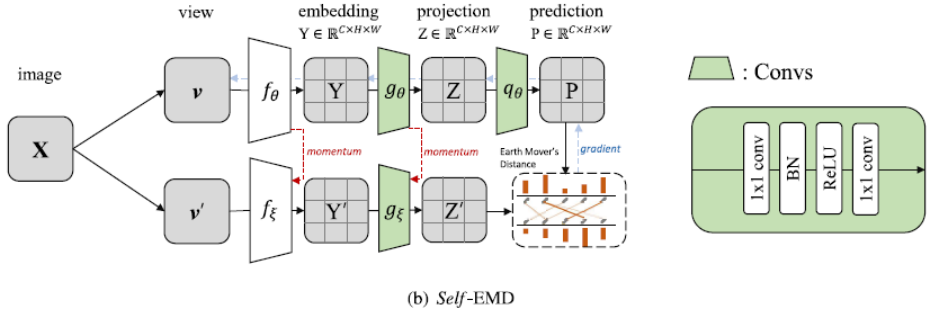 image
view
embedding
Y ∈ ℝ^{C×H×W}
projection
Z ∈ ℝ^{C×H×W}
prediction
P ∈ ℝ^{C×H×W}
X
v
f_θ
Y
g_θ
Z
q_θ
P
momentum
momentum
Earth Mover's
Distance
gradient
v′
f_ξ
Y′
g_ξ
Z′
: Convs
1x1 conv
BN
ReLU
1x1 conv
(b) Self-EMD